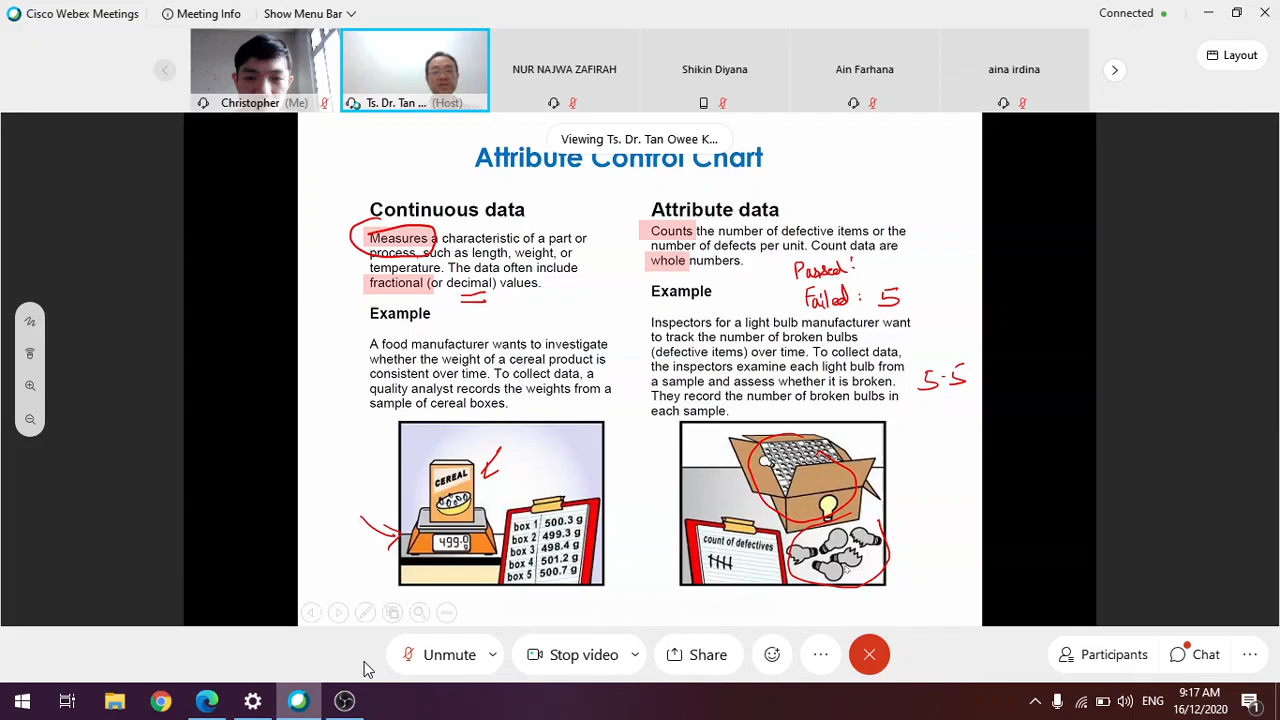 Cisco Webex Meetings
Meeting Info
Show Menu Bar
Connected
Layout
Christopher (Me)
Ts. Dr. Tan ... (Host)
NUR NAJWA ZAFIRAH
Shikin Diyana
Ain Farhana
aina irdina
Viewing Ts. Dr. Tan Owee K...
Attribute Control Chart
Continuous data
Measures a characteristic of a part or
process, such as length, weight, or
temperature. The data often include
fractional (or decimal) values.
Example
A food manufacturer wants to investigate
whether the weight of a cereal product is
consistent over time. To collect data, a
quality analyst records the weights from a
sample of cereal boxes.
CEREAL
499.0
g
box 1 500.3 g
box 2 499.3 g
box 3 498.4 g
box 4 501.2 g
box 5 500.7 g
Attribute data
Counts the number of defective items or the
number of defects per unit. Count data are
whole numbers.
Passed:
Failed: 5
Example
Inspectors for a light bulb manufacturer want
to track the number of broken bulbs
(defective items) over time. To collect data,
the inspectors examine each light bulb from
a sample and assess whether it is broken.
They record the number of broken bulbs in
each sample.
5.5
count of defectives
Unmute
Stop video
Share
Participants
Chat
ENG
9:17 AM
16/12/2020
1